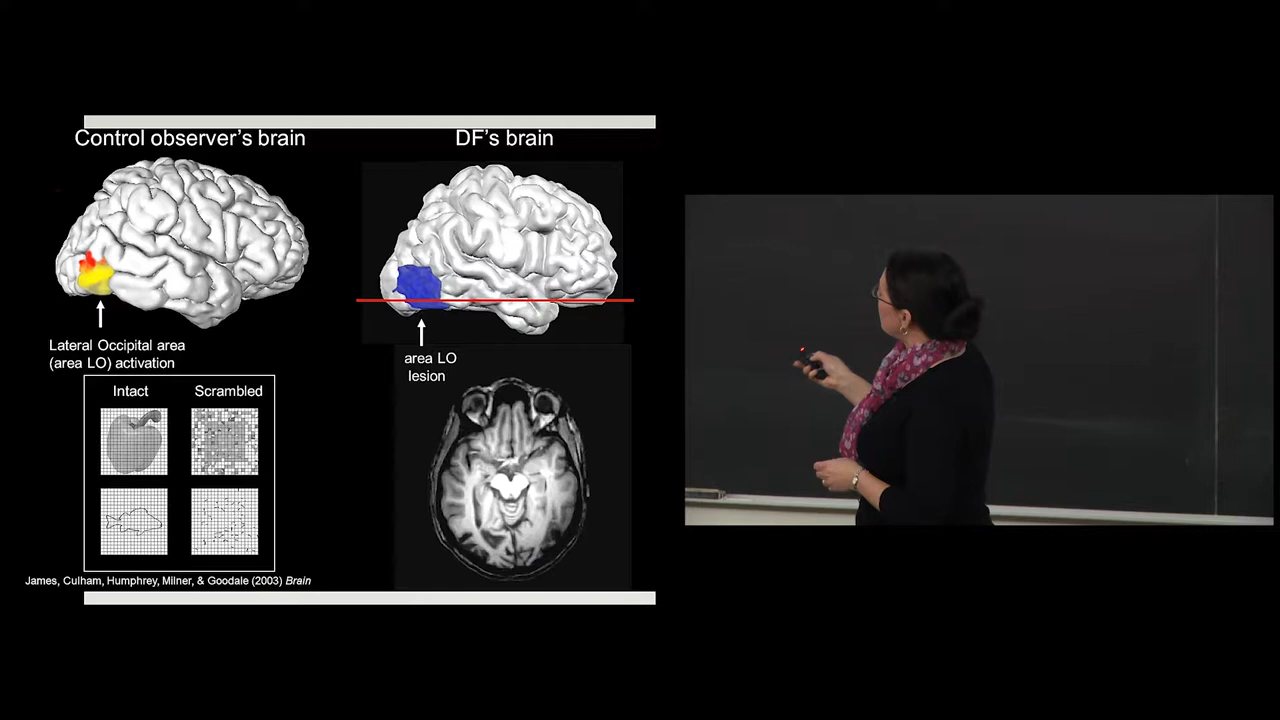 Control observer's brain
DF's brain
Lateral Occipital area
(area LO) activation
area LO
lesion
Intact
Scrambled
James, Culham, Humphrey, Milner, & Goodale (2003) Brain